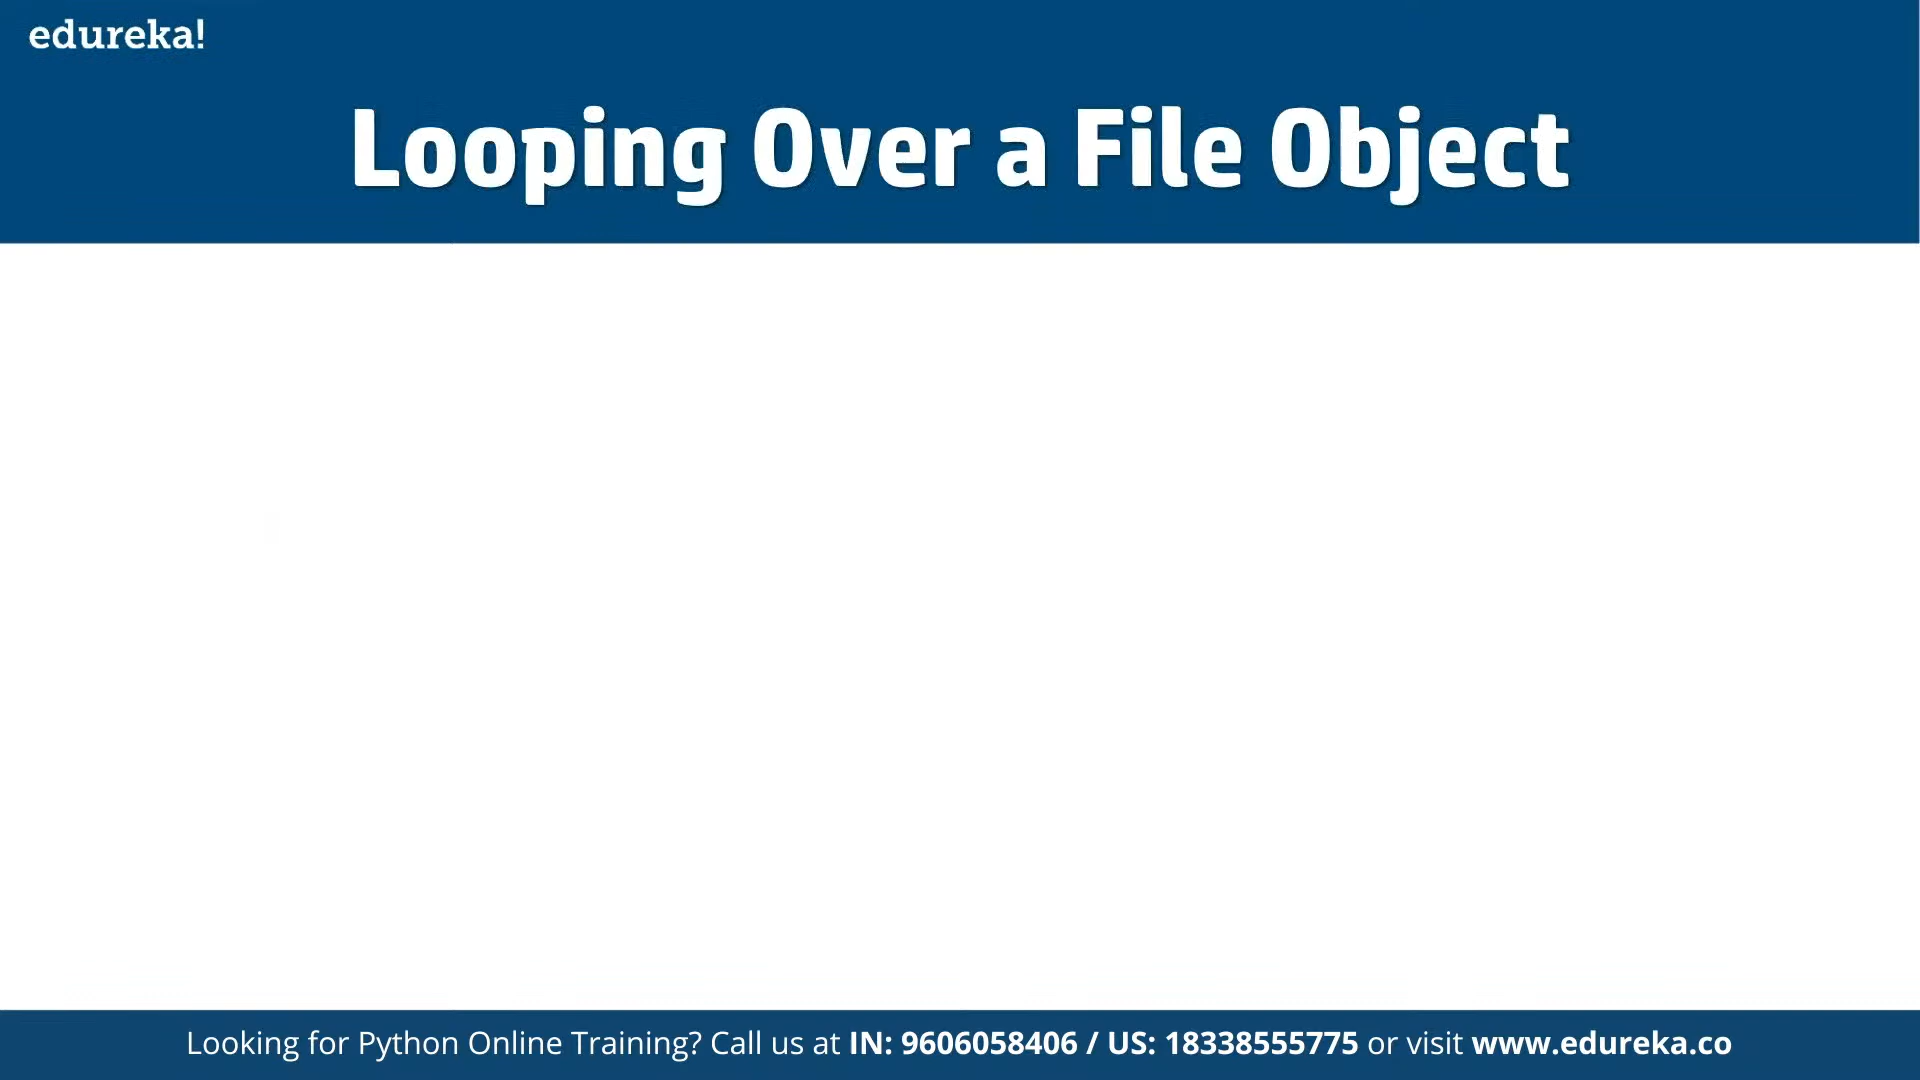 edureka!
Looping Over a File Object
Looking for Python Online Training? Call us at IN: 9606058406 / US: 18338555775 or visit www.edureka.co